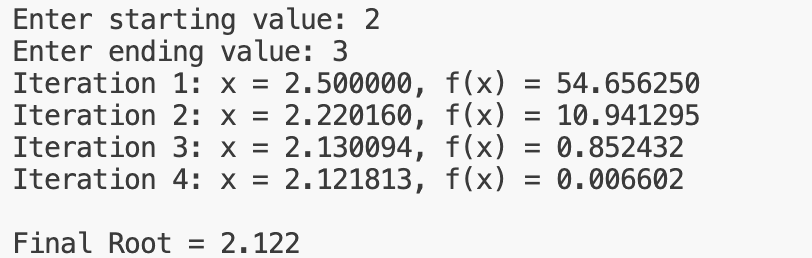 Enter starting value: 2
Enter ending value: 3
Iteration 1: x = 2.500000, f(x) = 54.656250
Iteration 2: x = 2.220160, f(x) = 10.941295
Iteration 3: x = 2.130094, f(x) = 0.852432
Iteration 4: x = 2.121813, f(x) = 0.006602
Final Root = 2.122